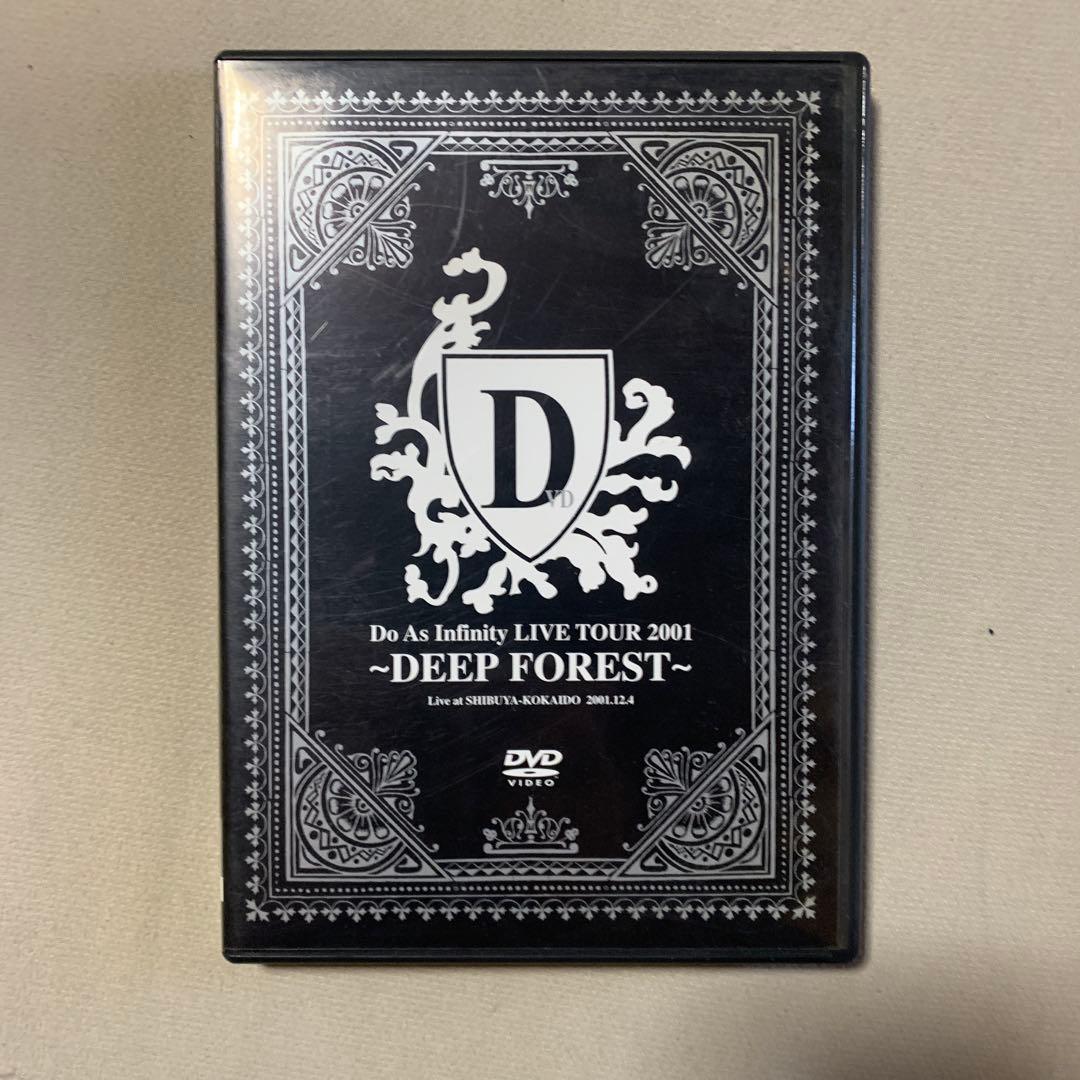 D
VD
Do As Infinity LIVE TOUR 2001
~DEEP FOREST~
Live at SHIBUYA-KOKAIDO 2001.12.4
DVD
VIDEO